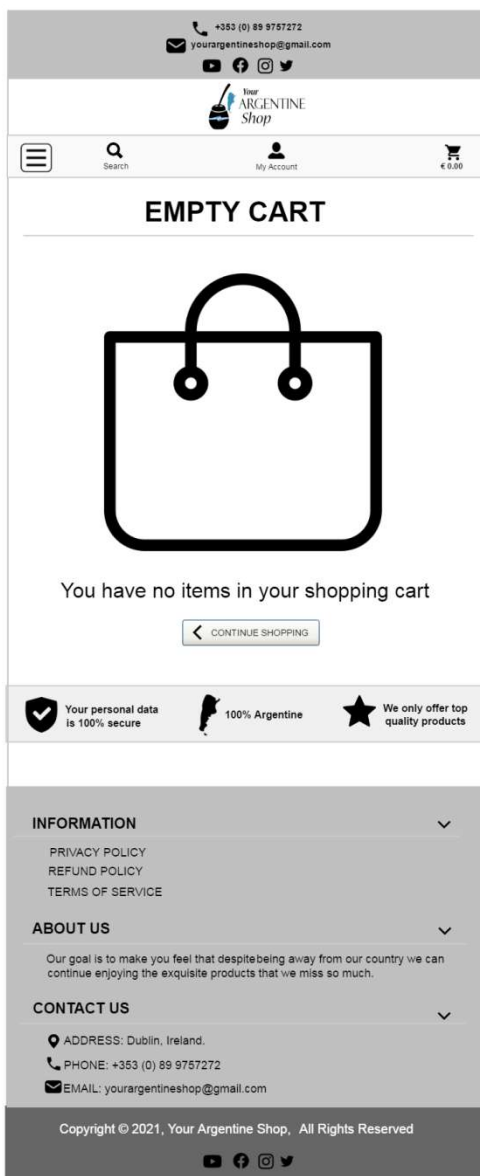 +353 (0) 89 9757272
yourargentineshop@gmail.com
Your
ARGENTINE
Shop
Search
My Account
€ 0.00
EMPTY CART
You have no items in your shopping cart
CONTINUE SHOPPING
Your personal data
is 100% secure
100% Argentine
We only offer top
quality products
INFORMATION
PRIVACY POLICY
REFUND POLICY
TERMS OF SERVICE
ABOUT US
Our goal is to make you feel that despitebeing away from our country we can
continue enjoying the exquisite products that we miss so much.
CONTACT US
ADDRESS: Dublin, Ireland.
PHONE: +353 (0) 89 9757272
EMAIL: yourargentineshop@gmail.com
Copyright © 2021, Your Argentine Shop, All Rights Reserved